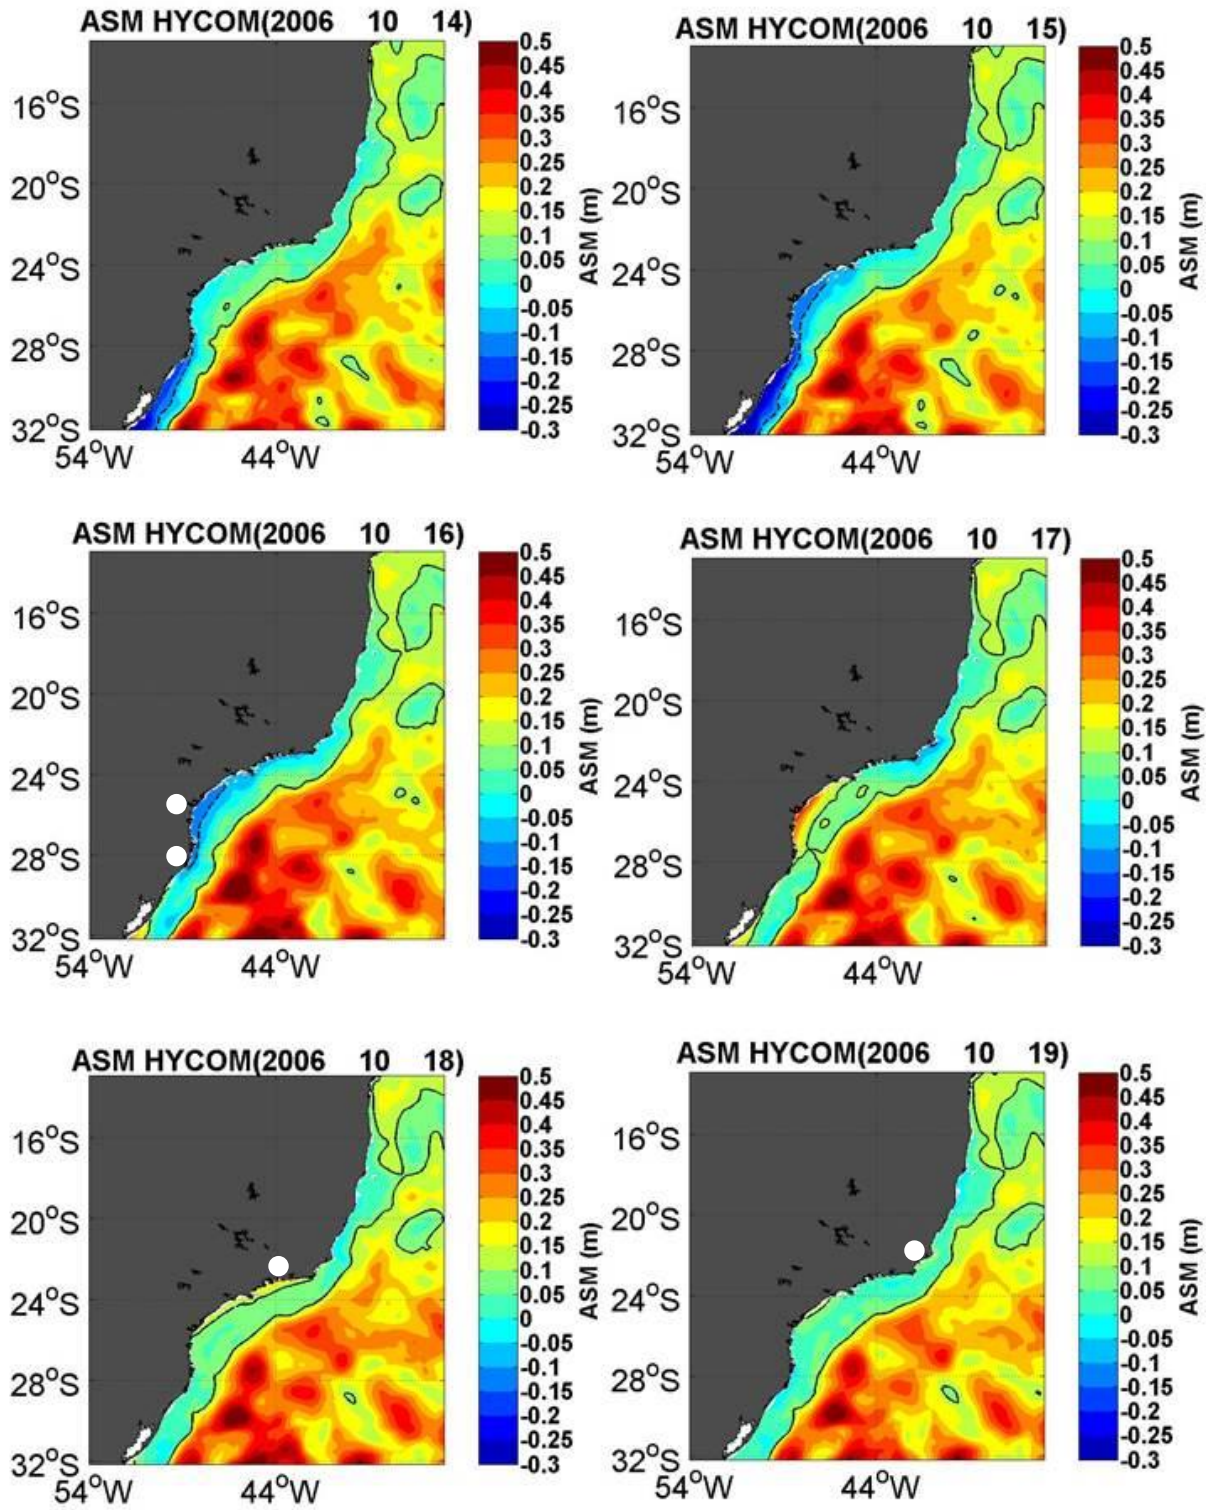 ASM HYCOM(2006 10 14)
16°S
20°S
24°S
28°S
32°S
54°W
44°W
0.5
0.45
0.4
0.35
0.3
0.25
0.2
0.15
0.1
0.05
0
-0.05
-0.1
-0.15
-0.2
-0.25
-0.3
ASM (m)
ASM HYCOM(2006 10 15)
16°S
20°S
24°S
28°S
32°S
54°W
44°W
0.5
0.45
0.4
0.35
0.3
0.25
0.2
0.15
0.1
0.05
0
-0.05
-0.1
-0.15
-0.2
-0.25
-0.3
ASM (m)
ASM HYCOM(2006 10 16)
16°S
20°S
24°S
28°S
32°S
54°W
44°W
0.5
0.45
0.4
0.35
0.3
0.25
0.2
0.15
0.1
0.05
0
-0.05
-0.1
-0.15
-0.2
-0.25
-0.3
ASM (m)
ASM HYCOM(2006 10 17)
16°S
20°S
24°S
28°S
32°S
54°W
44°W
0.5
0.45
0.4
0.35
0.3
0.25
0.2
0.15
0.1
0.05
0
-0.05
-0.1
-0.15
-0.2
-0.25
-0.3
ASM (m)
ASM HYCOM(2006 10 18)
16°S
20°S
24°S
28°S
32°S
54°W
44°W
0.5
0.45
0.4
0.35
0.3
0.25
0.2
0.15
0.1
0.05
0
-0.05
-0.1
-0.15
-0.2
-0.25
-0.3
ASM (m)
ASM HYCOM(2006 10 19)
16°S
20°S
24°S
28°S
32°S
54°W
44°W
0.5
0.45
0.4
0.35
0.3
0.25
0.2
0.15
0.1
0.05
0
-0.05
-0.1
-0.15
-0.2
-0.25
-0.3
ASM (m)